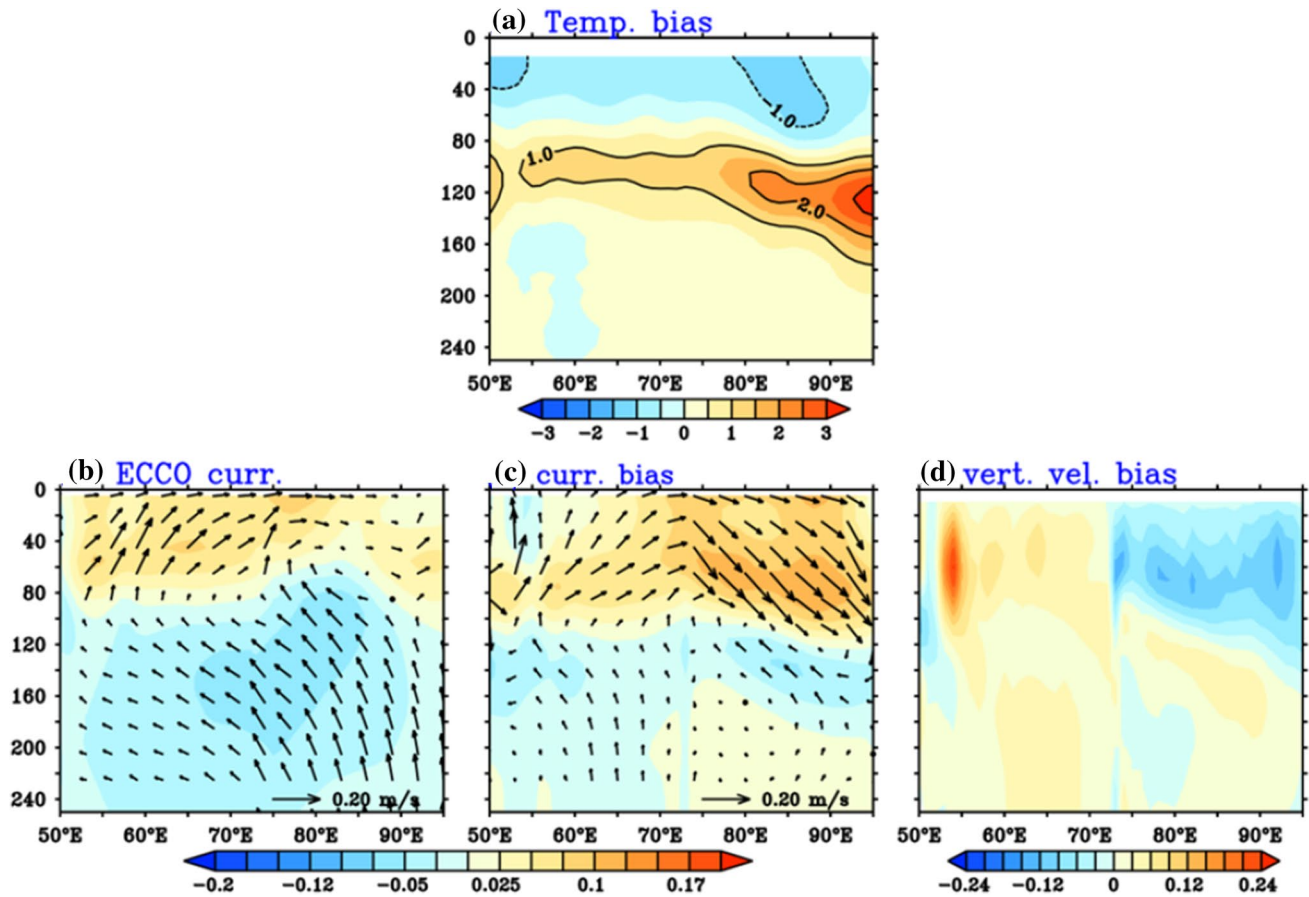 (a) Temp. bias
0
40
80
120
160
200
240
1.0
1.0
2.0
50°E 60°E 70°E 80°E 90°E
-3 -2 -1 0 1 2 3
(b) ECCO curr.
(c) curr. bias
(d) vert. vel. bias
0
40
80
120
160
200
240
0.20 m/s
0.20 m/s
50°E 60°E 70°E 80°E 90°E
50°E 60°E 70°E 80°E 90°E
50°E 60°E 70°E 80°E 90°E
-0.2 -0.12 -0.05 0.025 0.1 0.17
-0.24 -0.12 0 0.12 0.24